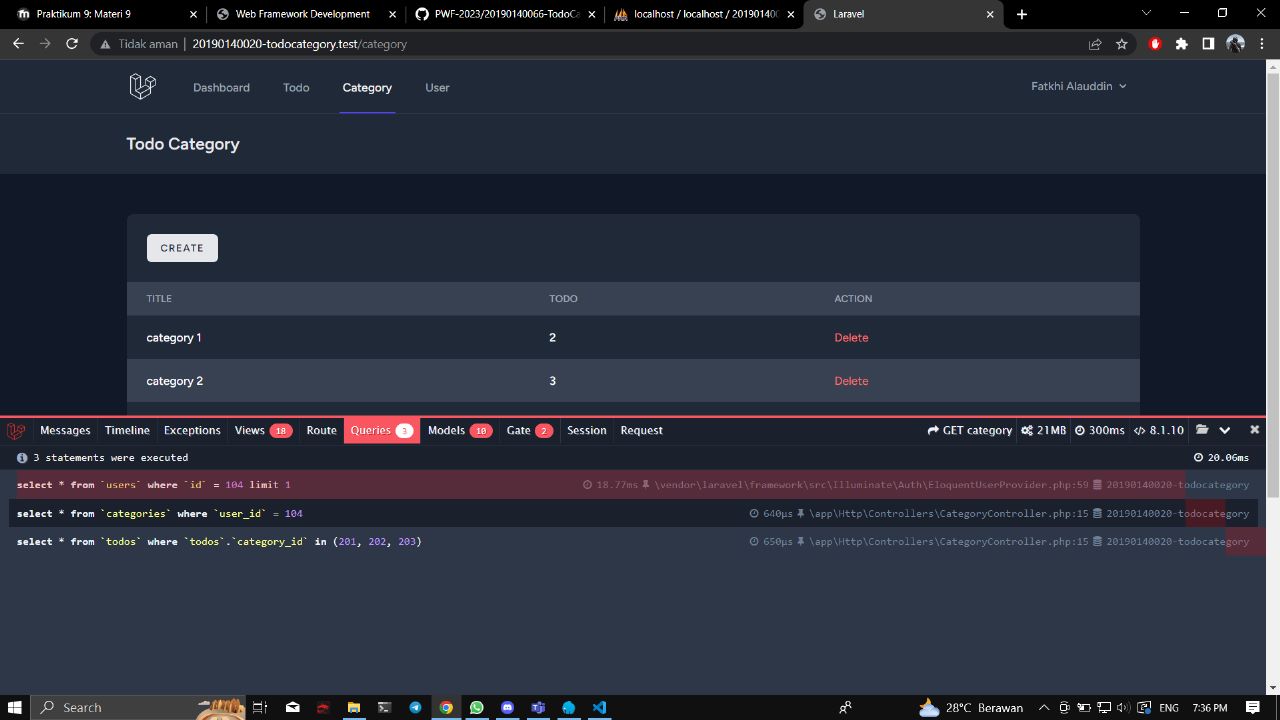 Praktikum 9: Materi 9
Web Framework Development
PWF-2023/20190140066-TodoCa
localhost / localhost / 2019014
Laravel
Tidak aman | 20190140020-todocategory.test/category
Dashboard Todo Category User Fatkhi Alauddin
Todo Category
CREATE
TITLE TODO ACTION
category 1 2 Delete
category 2 3 Delete
Messages Timeline Exceptions Views 18 Route Queries 3 Models 10 Gate 2 Session Request GET category 21MB 300ms 8.1.10
3 statements were executed 20.06ms
select * from `users` where `id` = 104 limit 1 18.77ms \vendor\laravel\framework\src\Illuminate\Auth\EloquentUserProvider.php:59 20190140020-todocategory
select * from `categories` where `user_id` = 104 640μs \app\Http\Controllers\CategoryController.php:15 20190140020-todocategory
select * from `todos` where `todos`.`category_id` in (201, 202, 203) 650μs \app\Http\Controllers\CategoryController.php:15 20190140020-todocategory
Search 28°C Berawan ENG 7:36 PM